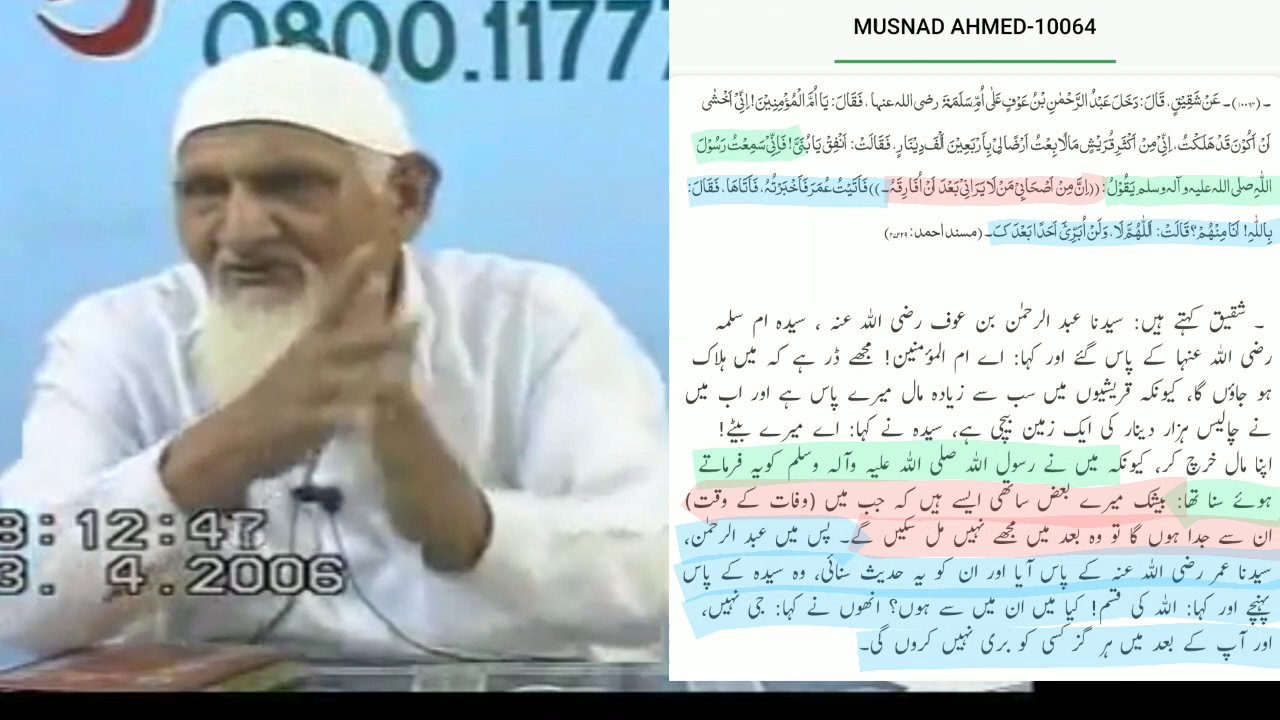 0800.1177
8:12:47
3. 4.2006
MUSNAD AHMED-10064
۔ (۱۰۰۶۴)۔ عَنْ شَقِیْقٍ، قَالَ: دَخَلَ عَبْدُ الرَّحْمٰنِ بْنُ عَوْفٍ عَلٰی اُمِّ سَلَمَۃَ رضی اللہ عنہا ، فَقَالَ: یَا اُمَّ الْمُؤْمِنِیْنَ! اِنِّیْ اَخْشٰی
اَنْ اَکُوْنَ قَدْ ھَلَکْتُ، اِنِّیْ مِنْ اَکْثَرِ قُرَیْشٍ مَالًا بِعْتُ اَرْضًا لِیْ بِاَرْبَعِیْنَ اَلْفَ دِیْنَارٍ، فَقَالَتْ: اَنْفِقْ یَا بُنَیَّ! فَاِنِّیْ سَمِعْتُ رَسُوْلَ
اللّٰہِ صلی اللہ علیہ وآلہ وسلم یَقُوْلُ: ((اِنَّ مِنْ اَصْحَابِیْ مَنْ لَا یَرَانِیْ بَعْدَ اَنْ اُفَارِقَہُ۔)) فَاَتَیْتُ عُمَرَ فَاَخْبَرْتُہُ، فَاَتَاھَا، فَقَالَ:
بِاللّٰہِ! اَنَا مِنْھُمْ؟ قَالَتْ: اَللّٰھُمَّ لَا، وَلَنْ اُبَرِّیئَ اَحَدًا بَعْدَکَ۔ (مسند احمد: ۲۷۰۲۹)
۔ شقیق کہتے ہیں: سیدنا عبد الرحمٰن بن عوف رضی اللہ عنہ ، سیدہ ام سلمہ
رضی اللہ عنہا کے پاس گئے اور کہا: اے ام المؤمنین! مجھے ڈر ہے کہ میں ہلاک
ہو جاؤں گا، کیونکہ قریشیوں میں سب سے زیادہ مال میرے پاس ہے اور اب میں
نے چالیس ہزار دینار کی ایک زمین بیچی ہے، سیدہ نے کہا: اے میرے بیٹے!
اپنا مال خرچ کر، کیونکہ میں نے رسول اللہ صلی اللہ علیہ وآلہ وسلم کویہ فرماتے
ہوئے سنا تھا: بیشک میرے بعض ساتھی ایسے ہیں کہ جب میں (وفات کے وقت)
ان سے جدا ہوں گا تو وہ بعد میں مجھے نہیں مل سکیں گے۔ پس میں عبد الرحمٰن،
سیدنا عمر رضی اللہ عنہ کے پاس آیا اور ان کو یہ حدیث سنائی، وہ سیدہ کے پاس
پہنچے اور کہا: اللہ کی قسم! کیا میں ان میں سے ہوں؟ انھوں نے کہا: جی نہیں،
اور آپ کے بعد میں ہر گز کسی کو بری نہیں کروں گی۔